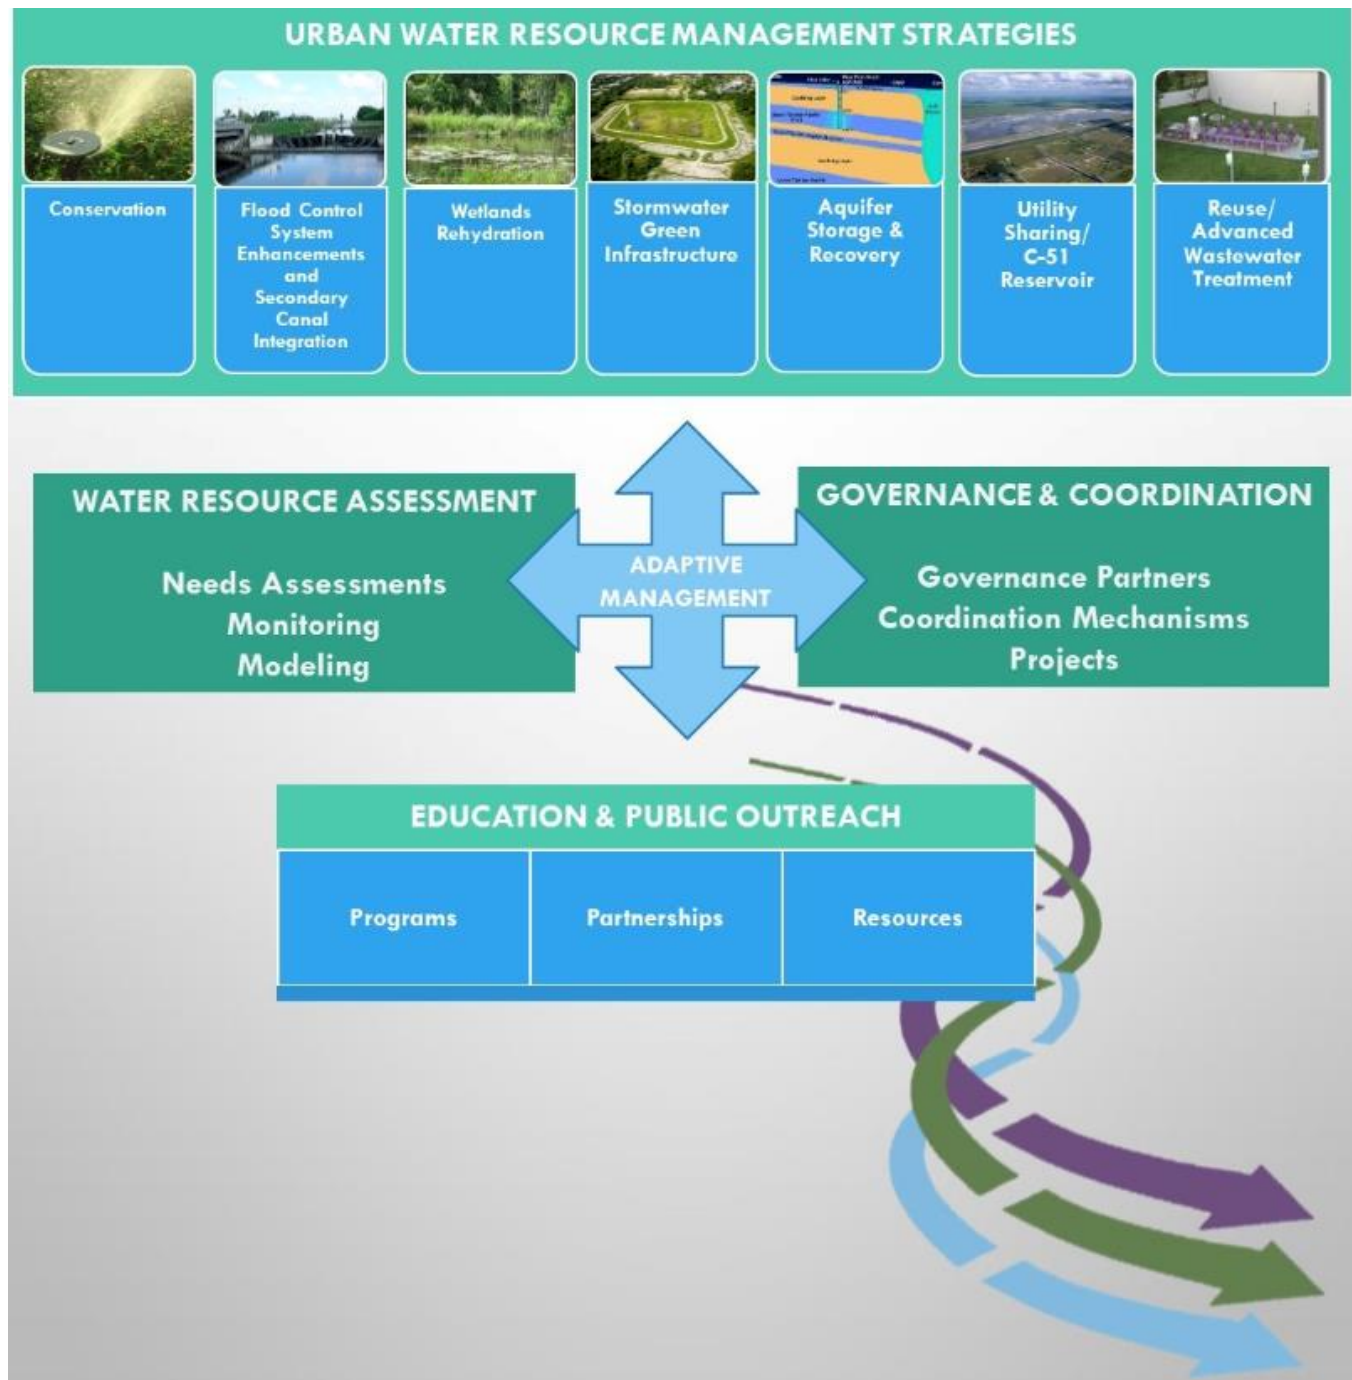 URBAN WATER RESOURCE MANAGEMENT STRATEGIES
Conservation
Flood Control
System
Enhancements
and
Secondary
Canal
Integration
Wetlands
Rehydration
Stormwater
Green
Infrastructure
Aquifer
Storage &
Recovery
Utility
Sharing/
C-51
Reservoir
Reuse/
Advanced
Wastewater
Treatment
WATER RESOURCE ASSESSMENT
Needs Assessments
Monitoring
Modeling
ADAPTIVE
MANAGEMENT
GOVERNANCE & COORDINATION
Governance Partners
Coordination Mechanisms
Projects
EDUCATION & PUBLIC OUTREACH
Programs
Partnerships
Resources